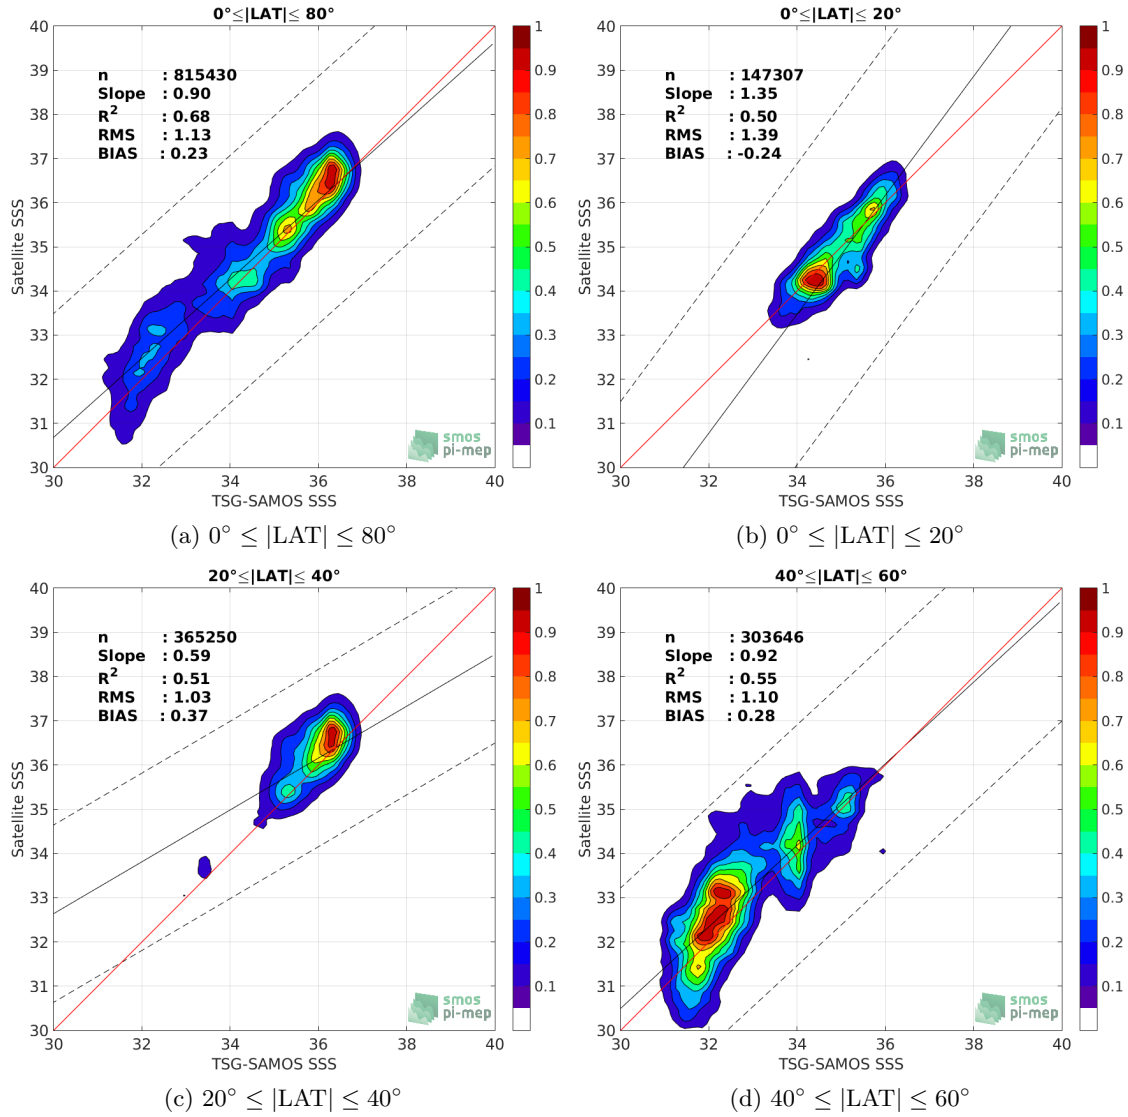 0°≤|LAT|≤ 80°
40
39
38
37
36
35
34
33
32
31
30
Satellite SSS
n : 815430
Slope : 0.90
R² : 0.68
RMS : 1.13
BIAS : 0.23
smos
pi-mep
30 32 34 36 38 40
TSG-SAMOS SSS
1
0.9
0.8
0.7
0.6
0.5
0.4
0.3
0.2
0.1
(a) 0° ≤ |LAT| ≤ 80°
0°≤|LAT|≤ 20°
40
39
38
37
36
35
34
33
32
31
30
Satellite SSS
n : 147307
Slope : 1.35
R² : 0.50
RMS : 1.39
BIAS : -0.24
smos
pi-mep
30 32 34 36 38 40
TSG-SAMOS SSS
1
0.9
0.8
0.7
0.6
0.5
0.4
0.3
0.2
0.1
(b) 0° ≤ |LAT| ≤ 20°
20°≤|LAT|≤ 40°
40
39
38
37
36
35
34
33
32
31
30
Satellite SSS
n : 365250
Slope : 0.59
R² : 0.51
RMS : 1.03
BIAS : 0.37
smos
pi-mep
30 32 34 36 38 40
TSG-SAMOS SSS
1
0.9
0.8
0.7
0.6
0.5
0.4
0.3
0.2
0.1
(c) 20° ≤ |LAT| ≤ 40°
40°≤|LAT|≤ 60°
40
39
38
37
36
35
34
33
32
31
30
Satellite SSS
n : 303646
Slope : 0.92
R² : 0.55
RMS : 1.10
BIAS : 0.28
smos
pi-mep
30 32 34 36 38 40
TSG-SAMOS SSS
1
0.9
0.8
0.7
0.6
0.5
0.4
0.3
0.2
0.1
(d) 40° ≤ |LAT| ≤ 60°